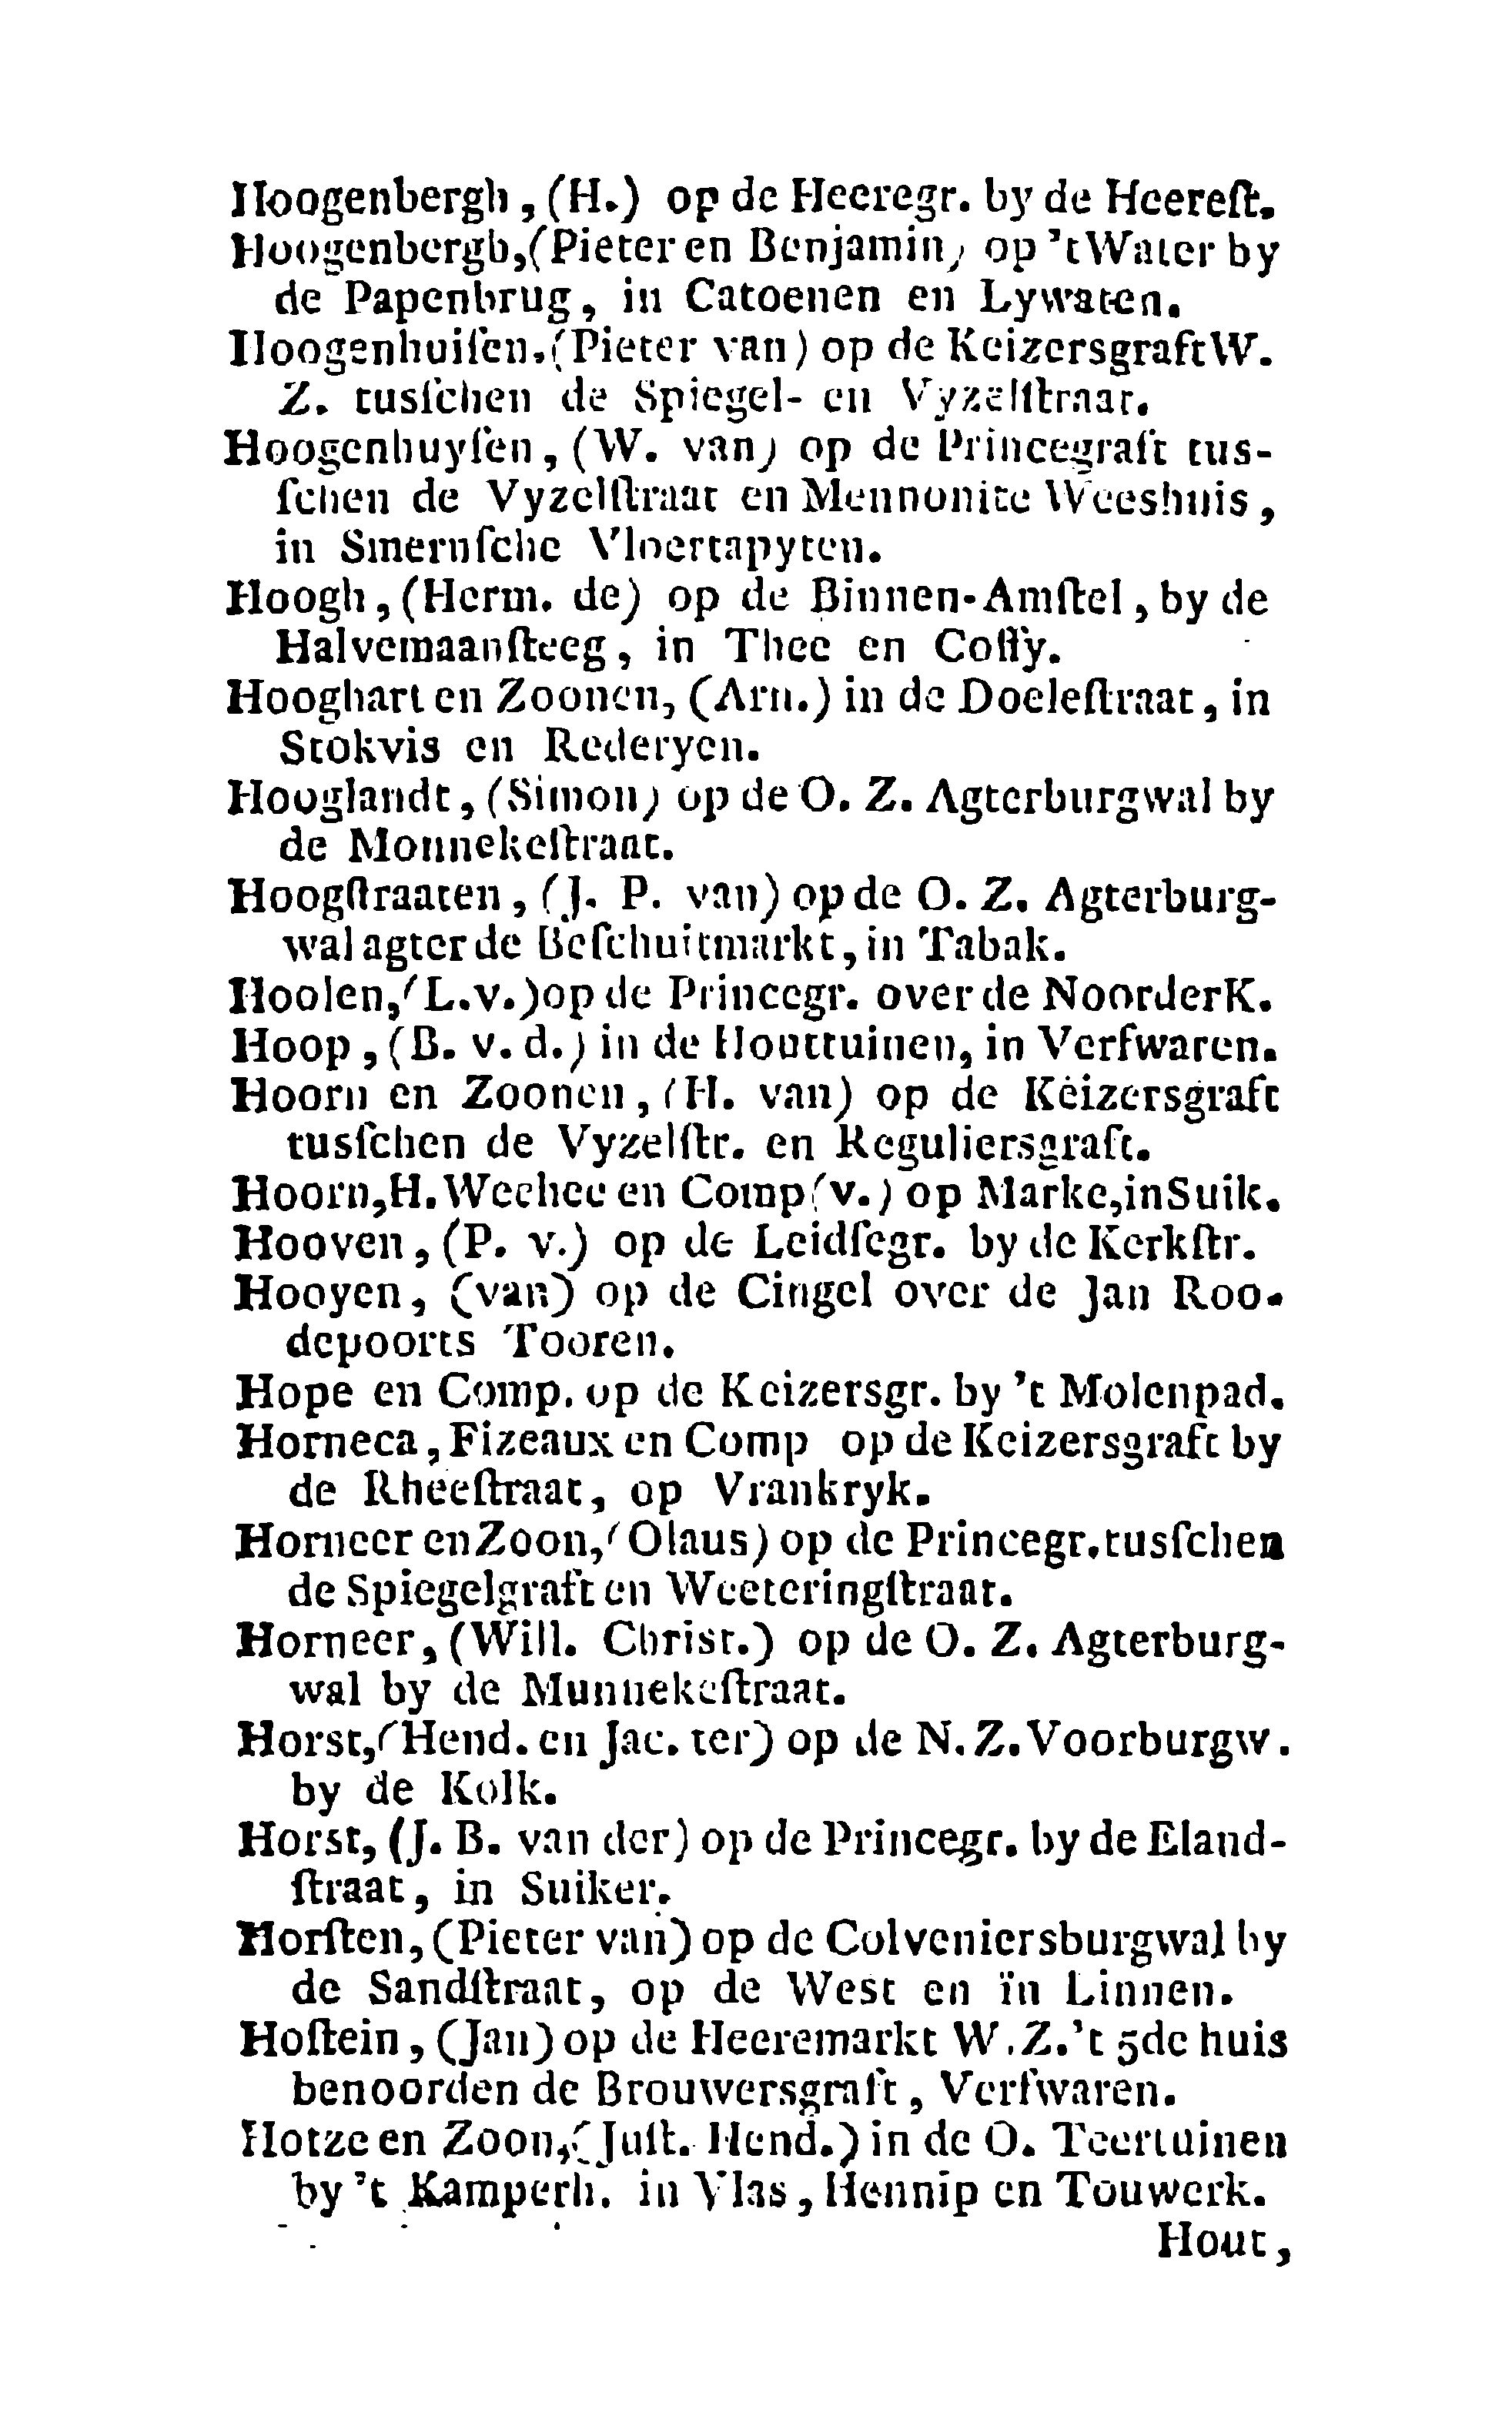 Hoogenbergh, (H.) op de Heeregr. by de Heereſt.
Hoogenbergh, (Pieter en Benjamin) op 't Water by
de Papenbrug, in Catoenen en Lywaten.
Hoogenhuiſen, (Pieter van) op de Keizersgraft W.
Z. tusſchen de Spiegel- en Vyzelſtraat.
Hoogenhuyſen, (W. van) op de Princegraft tus-
ſchen de Vyzelſtraat en Mennonite Weeshuis,
in Smernſche Vloertapyten.
Hoogh, (Herm. de) op de Binnen-Amſtel, by de
Halvemaanſteeg, in Thee en Coffy.
Hooghart en Zoonen, (Arn.) in de Doeleſtraat, in
Stokvis en Rederyen.
Hooglandt, (Simon) op de O. Z. Agterburgwal by
de Monnekeſtraat.
Hoogſtraaten, (J. P. van) op de O. Z. Agterburg-
wal agter de Beſchuitmarkt, in Tabak.
Hoolen, (L. v.) op de Princegr. over de Noorder K.
Hoop, (B. v. d.) in de Houttuinen, in Verfwaren.
Hoorn en Zoonen, (H. van) op de Keizersgraft
tusſchen de Vyzelſtr. en Reguliersgraft.
Hoorn, H. Weehee en Comp (v.) op Marke, in Suik.
Hooven, (P. v.) op de Leidſegr. by de Kerkſtr.
Hooyen, (van) op de Cingel over de Jan Roo-
depoorts Tooren.
Hope en Comp. op de Keizersgr. by 't Molenpad.
Horneca, Fizeaux en Comp op de Keizersgraft by
de Rheeſtraat, op Vrankryk.
Horneer en Zoon, (Olaus) op de Princegr. tusſchen
de Spiegelgraft en Weeteringſtraat.
Horneer, (Will. Christ.) op de O. Z. Agterburg-
wal by de Munnekeſtraat.
Horst, (Hend. en Jac. ter) op de N. Z. Voorburgw.
by de Kolk.
Horst, (J. B. van der) op de Princegr. by de Eland-
ſtraat, in Suiker.
Horſten, (Pieter van) op de Colveniersburgwal by
de Sandſtraat, op de West en in Linnen.
Hoſtein, (Jan) op de Heeremarkt W. Z. 't 5de huis
benoorden de Brouwersgraft, Verfwaren.
Hotze en Zoon, (Juſt. Hend.) in de O. Teertuinen
by 't Kamperh. in Vlas, Hennip en Touwerk.
Hout,